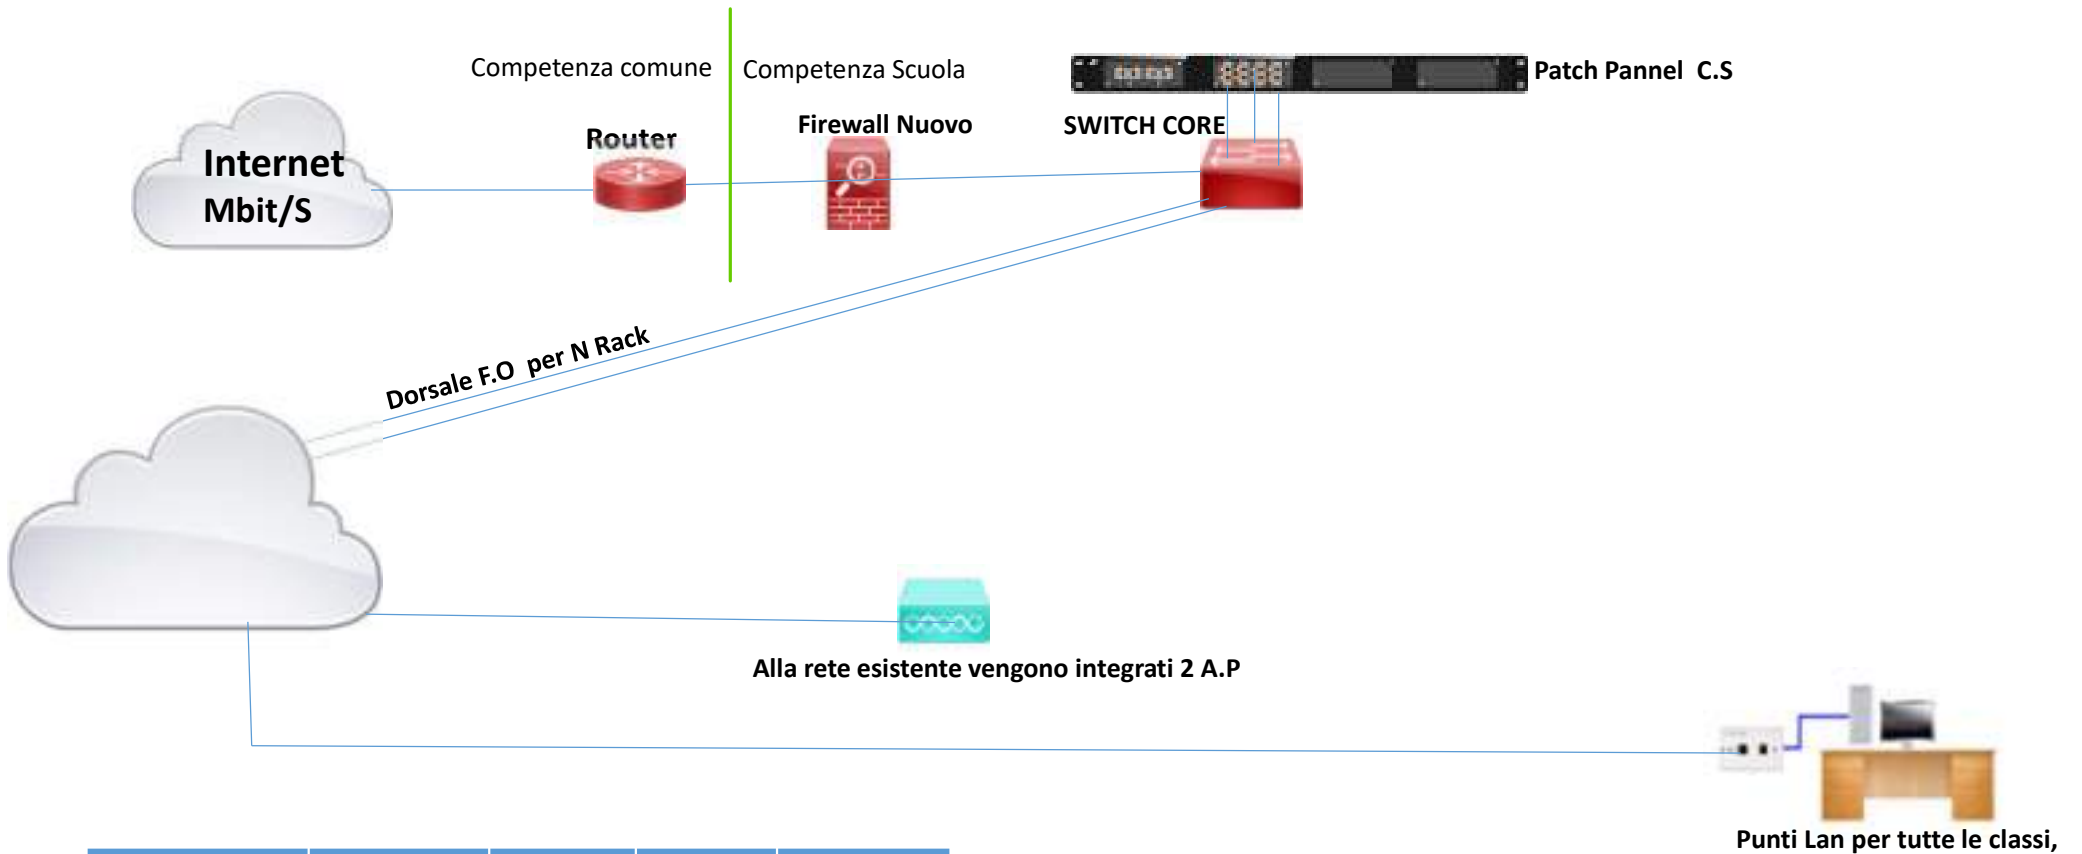 Competenza comune
Competenza Scuola
Patch Pannel C.S
Router
Firewall Nuovo
SWITCH CORE
Internet
Mbit/S
Dorsale F.O per N Rack
Alla rete esistente vengono integrati 2 A.P
Punti Lan per tutte le classi,